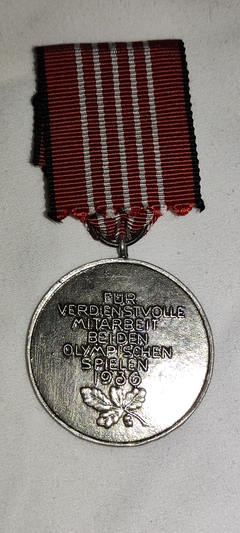 FÜR
VERDIENSTVOLLE
MITARBEIT
BEI DEN
OLYMPISCHEN
SPIELEN
1936